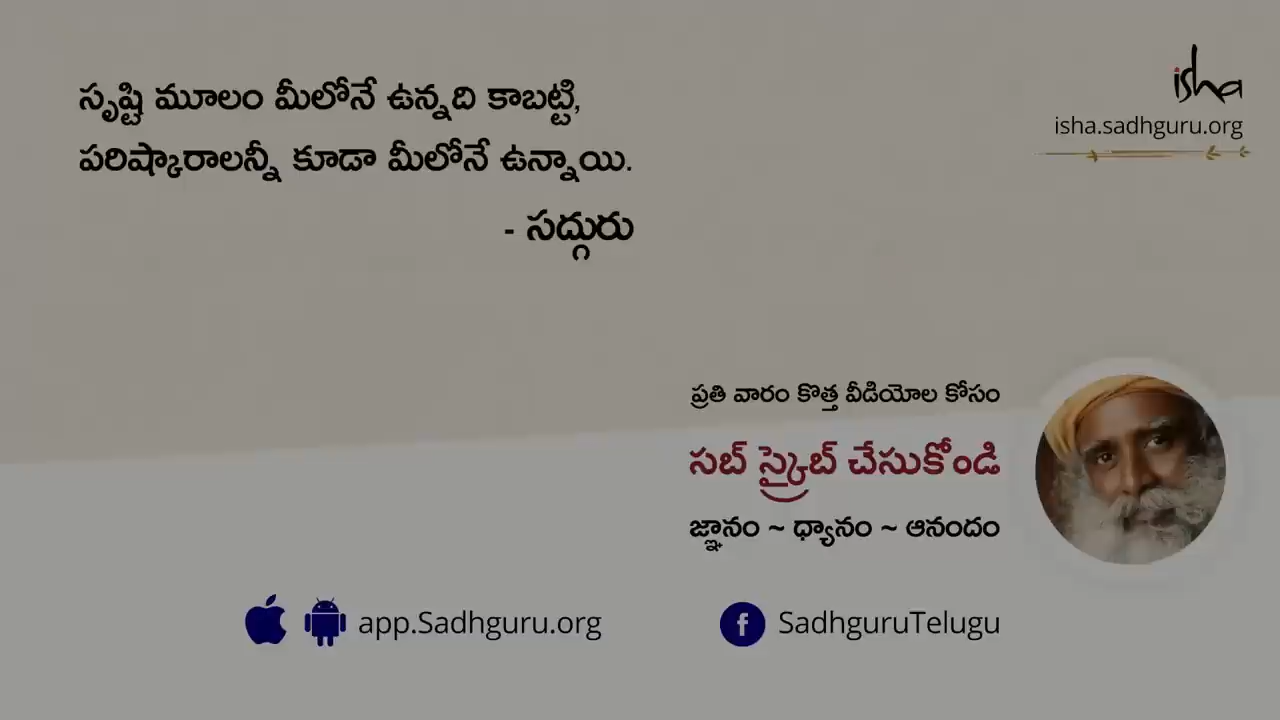 సృష్టి మూలం మీలోనే ఉన్నది కాబట్టి,
పరిష్కారాలన్నీ కూడా మీలోనే ఉన్నాయి.
- సద్గురు
isha
isha.sadhguru.org
ప్రతి వారం కొత్త వీడియోల కోసం
సబ్ స్క్రైబ్ చేసుకోండి
జ్ఞానం ~ ధ్యానం ~ ఆనందం
app.Sadhguru.org
f SadhguruTelugu